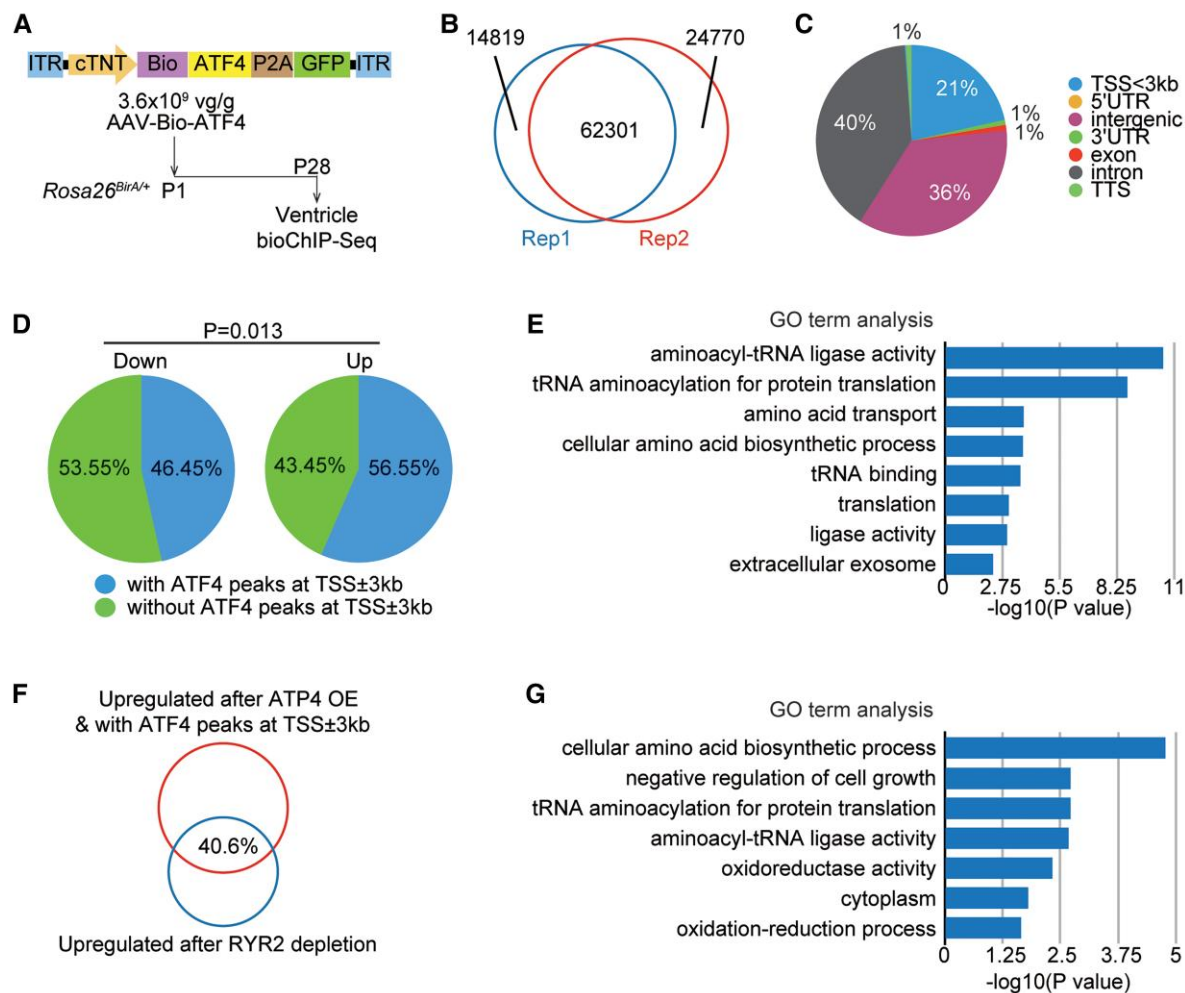 A
ITR cTNT Bio ATF4 P2A GFP ITR
3.6x10⁹ vg/g
AAV-Bio-ATF4
P28
Rosa26^BirA/+ P1
Ventricle
bioChIP-Seq
B
14819 24770
62301
Rep1 Rep2
C
1%
21%
1%
1%
40%
36%
TSS<3kb
5'UTR
intergenic
3'UTR
exon
intron
TTS
D
P=0.013
Down Up
53.55% 46.45% 43.45% 56.55%
with ATF4 peaks at TSS±3kb
without ATF4 peaks at TSS±3kb
E
GO term analysis
aminoacyl-tRNA ligase activity
tRNA aminoacylation for protein translation
amino acid transport
cellular amino acid biosynthetic process
tRNA binding
translation
ligase activity
extracellular exosome
0 2.75 5.5 8.25 11
-log10(P value)
F
Upregulated after ATP4 OE
& with ATF4 peaks at TSS±3kb
40.6%
Upregulated after RYR2 depletion
G
GO term analysis
cellular amino acid biosynthetic process
negative regulation of cell growth
tRNA aminoacylation for protein translation
aminoacyl-tRNA ligase activity
oxidoreductase activity
cytoplasm
oxidation-reduction process
0 1.25 2.5 3.75 5
-log10(P value)